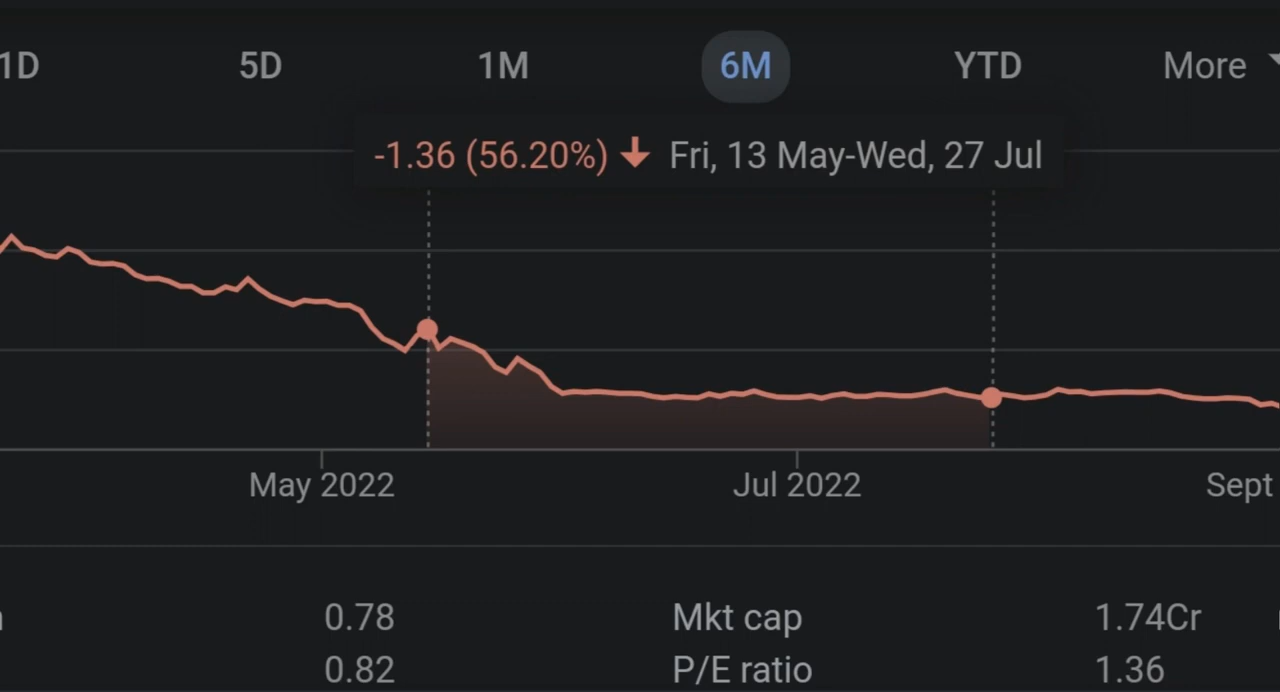 1D 5D 1M 6M YTD More
-1.36 (56.20%) Fri, 13 May-Wed, 27 Jul
May 2022 Jul 2022 Sept
0.78 Mkt cap 1.74Cr
0.82 P/E ratio 1.36